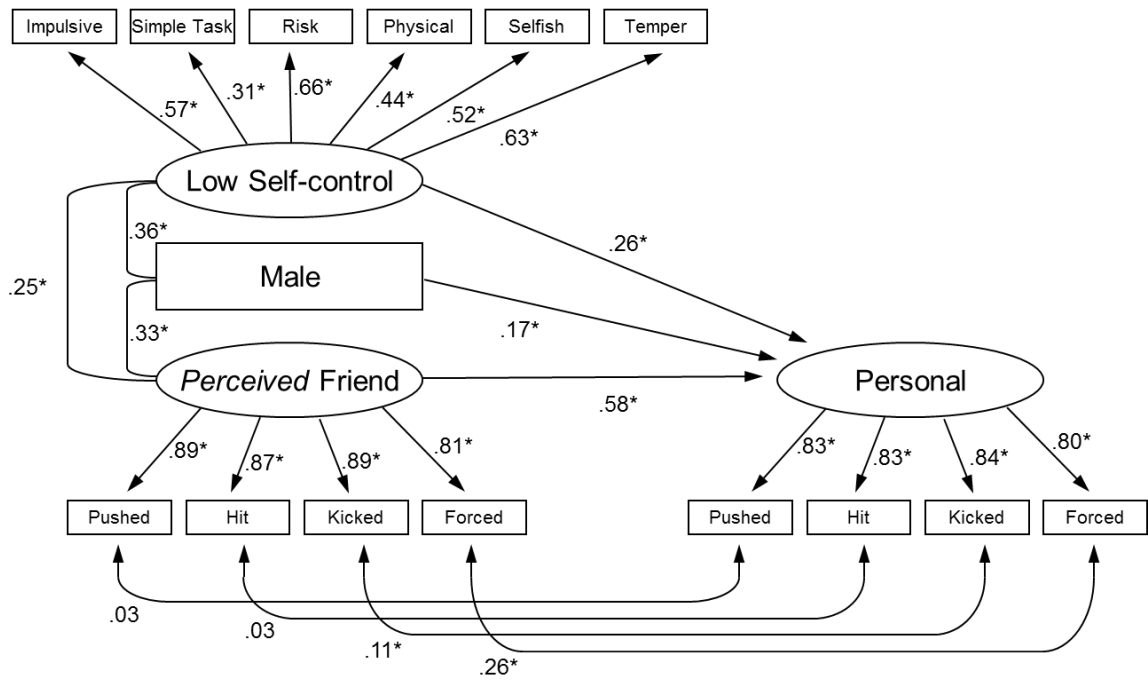 Impulsive
Simple Task
Risk
Physical
Selfish
Temper
.57*
.31*
.66*
.44*
.52*
.63*
Low Self-control
.36*
.26*
Male
.25*
.33*
.17*
Perceived Friend
Personal
.58*
.89*
.87*
.89*
.81*
.83*
.83*
.84*
.80*
Pushed
Hit
Kicked
Forced
Pushed
Hit
Kicked
Forced
.03
.03
.11*
.26*